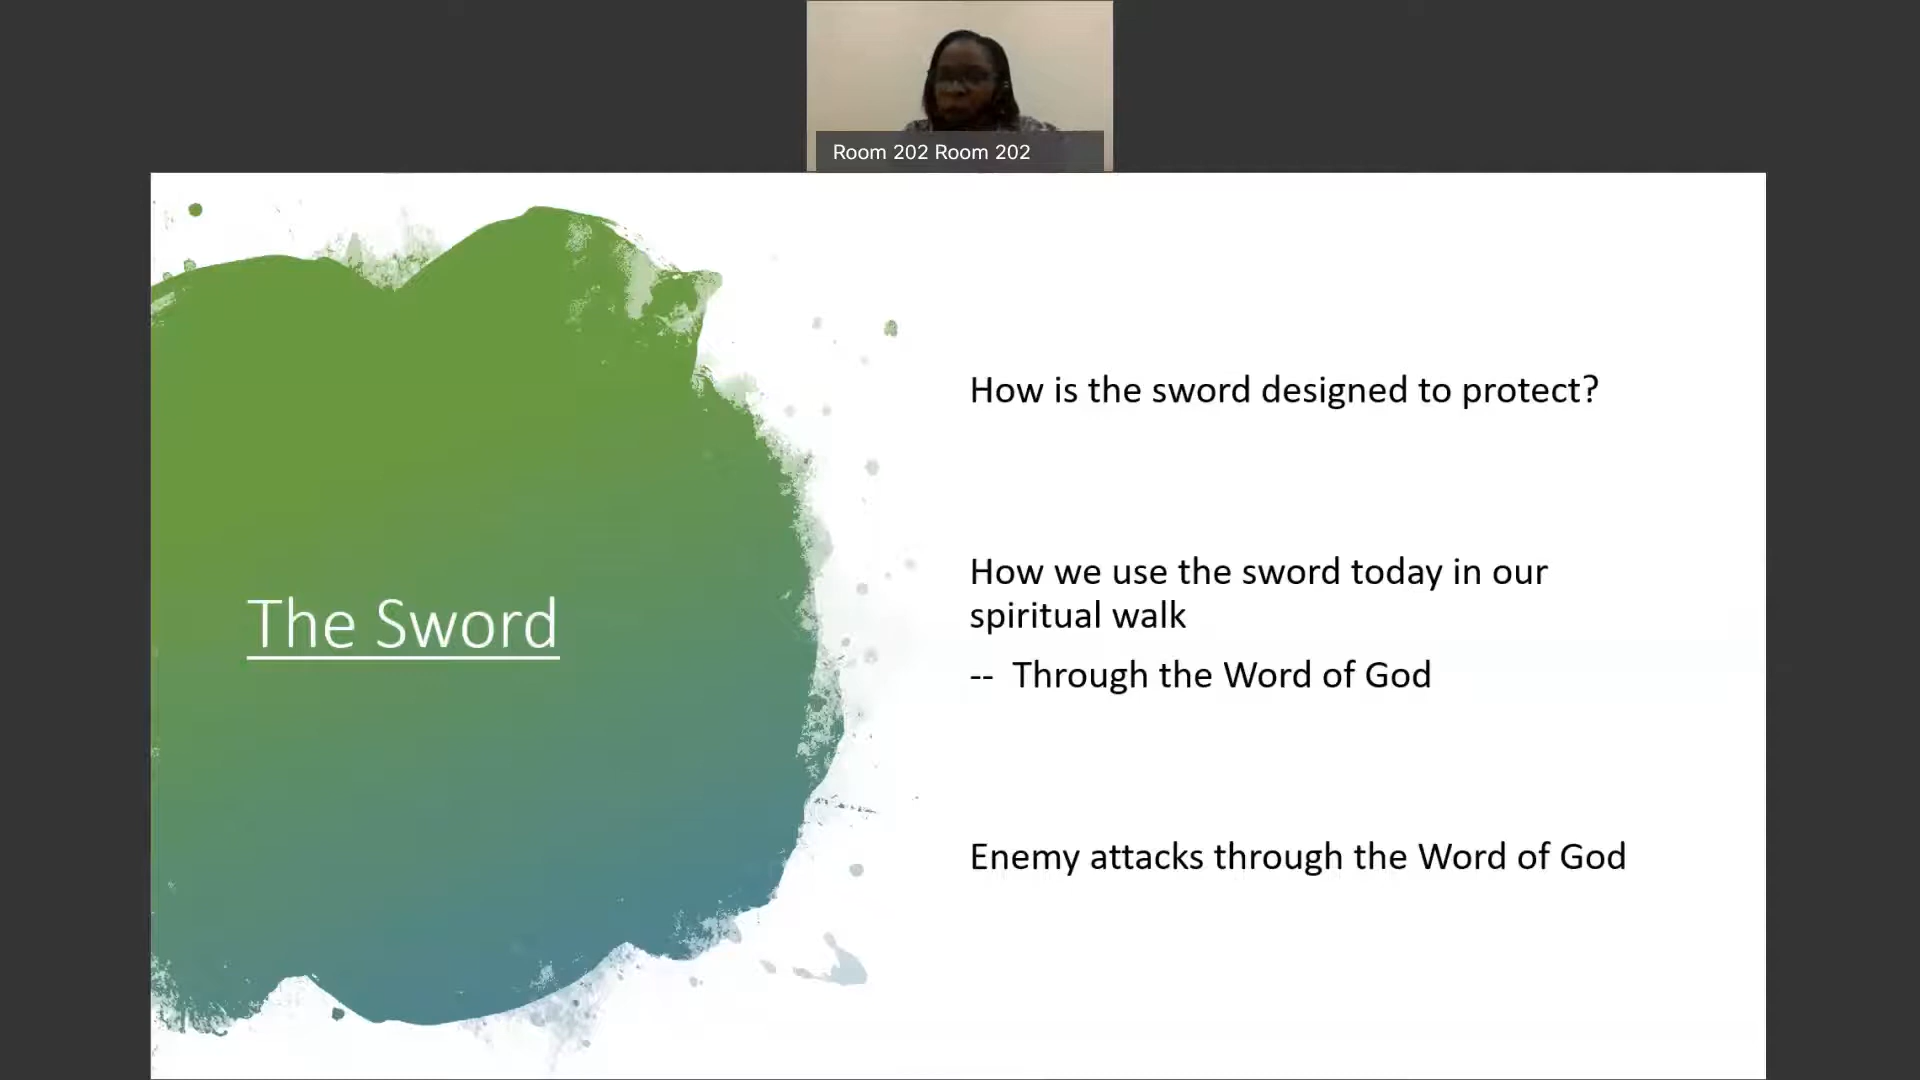 Room 202 Room 202
How is the sword designed to protect?
The Sword
How we use the sword today in our
spiritual walk
-- Through the Word of God
Enemy attacks through the Word of God